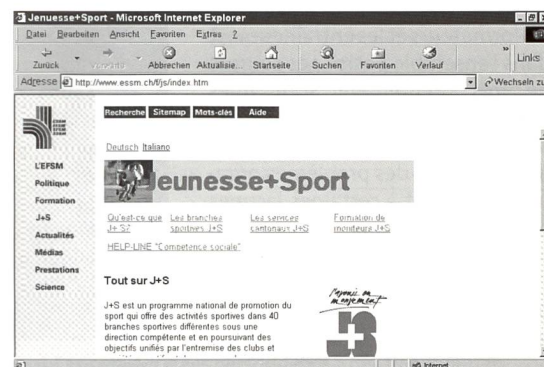 Jenuesse+Sport - Microsoft Internet Explorer
Datei Bearbeiten Ansicht Favoriten Extras ?
Zurück Vorwärts Abbrechen Aktualisie... Startseite Suchen Favoriten Verlauf » Links
Adresse http://www.essm.ch/f/js/index htm Wechseln zu
Recherche Sitemap Mots-clés Aide
Deutsch Italiano
L'EFSM
Politique
Formation
J+S
Actualités
Médias
Prestations
Science
Jeunesse+Sport
Qu'est-ce que Les branches Les services Formation de
J+S? sportives J+S cantonaux J+S moniteurs J+S
HELP-LINE "Compétence sociale"
Tout sur J+S
J+S est un programme national de promotion du
sport qui offre des activités sportives dans 40
branches sportives différentes sous une
direction compétente et en poursuivant des
objectifs unifiés par l'entremise des clubs et
Internet